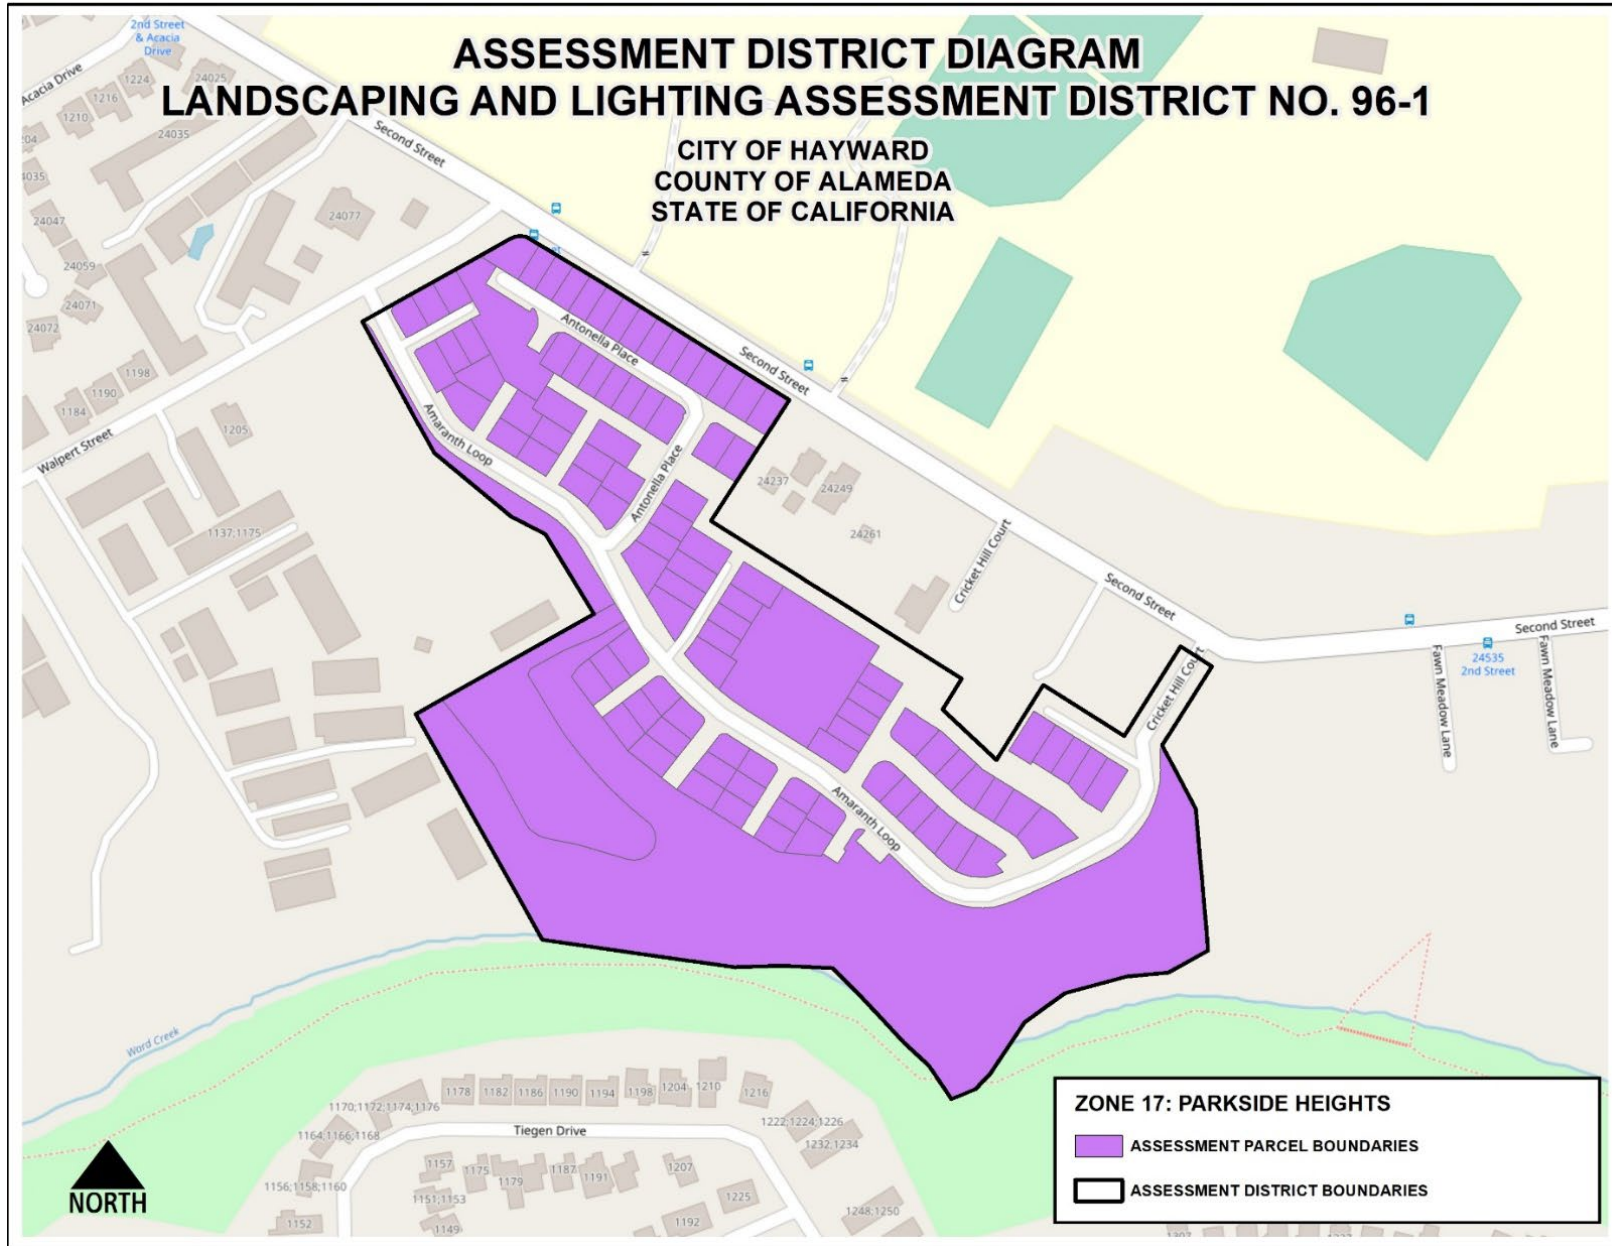 ASSESSMENT DISTRICT DIAGRAM
LANDSCAPING AND LIGHTING ASSESSMENT DISTRICT NO. 96-1
CITY OF HAYWARD
COUNTY OF ALAMEDA
STATE OF CALIFORNIA
2nd Street
& Acacia
Drive
Acacia Drive
1224
24025
1216
1210
24035
Second Street
24047
24077
24059
24071
24072
1198
1190
1184
1205
Walpert Street
Antonella Place
Second Street
Amaranth Loop
Antonella Place
24237
24249
24261
1137;1175
Cricket Hill Court
Second Street
Second Street
24535
2nd Street
Fawn Meadow Lane
Fawn Meadow Lane
Cricket Hill Court
Amaranth Loop
Ward Creek
1178
1182
1186
1190
1194
1198
1204
1210
1216
1170;1172;1174;1176
1164;1166;1168
1222;1224;1226
1232;1234
Tiegen Drive
1157
1175
1179
1187
1191
1207
1156;1158;1160
1151;1153
1225
1152
1149
1192
1248;1250
NORTH
ZONE 17: PARKSIDE HEIGHTS
ASSESSMENT PARCEL BOUNDARIES
ASSESSMENT DISTRICT BOUNDARIES